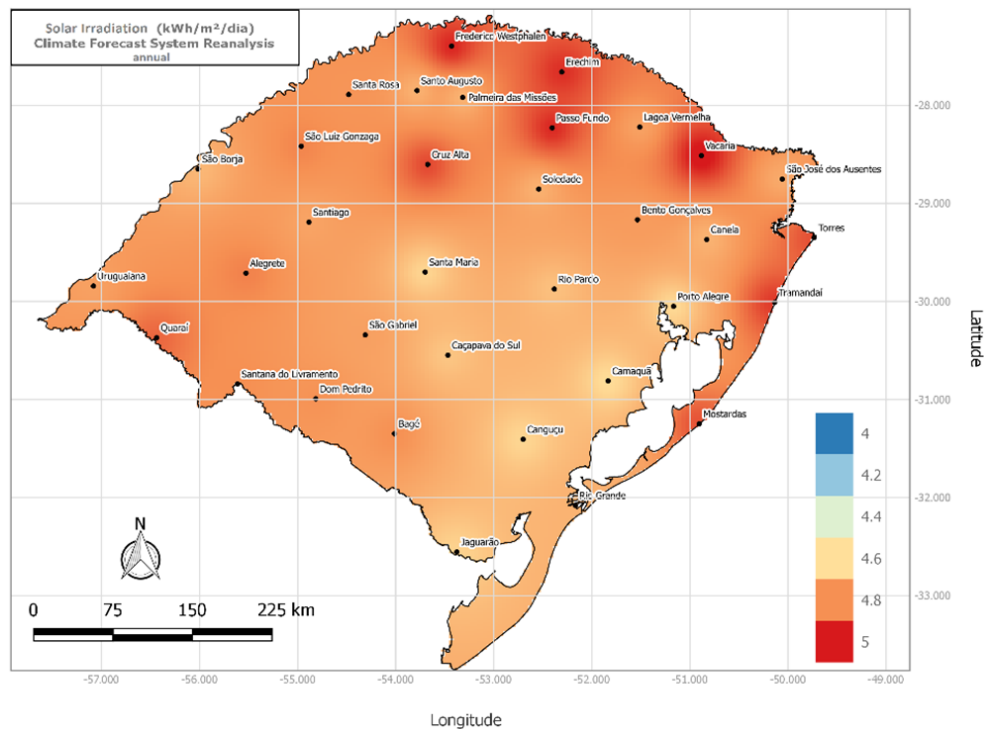 Solar Irradiation (kWh/m²/dia)
Climate Forecast System Reanalysis
annual
Frederico Westphalen
Erechim
Santa Rosa
Santo Augusto
Palmeira das Missões
-28.000
Passo Fundo
Lagoa Vermelha
São Luiz Gonzaga
Cruz Alta
Vacaria
São Borja
São José dos Ausentes
Soledade
-29.000
Santiago
Bento Gonçalves
Canela
Torres
Alegrete
Santa Maria
Uruguaiana
Rio Pardo
Porto Alegre
Tramandaí
-30.000
Quaraí
São Gabriel
Caçapava do Sul
Latitude
Santana do Livramento
Dom Pedrito
Camaquã
-31.000
Mostardas
Bagé
Canguçu
4
4.2
-32.000
Rio Grande
4.4
N
Jaguarão
4.6
0 75 150 225 km
4.8
-33.000
5
-57.000 -56.000 -55.000 -54.000 -53.000 -52.000 -51.000 -50.000 -49.000
Longitude